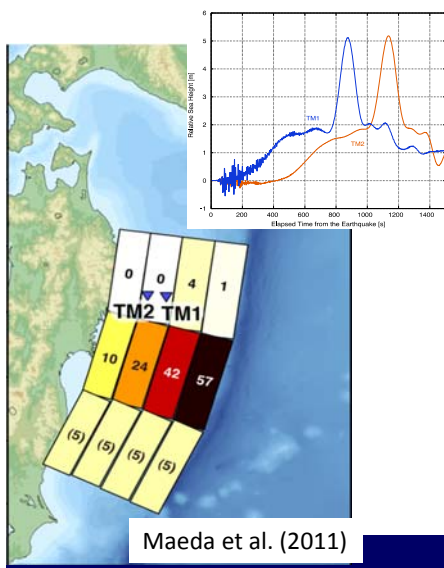 Relative Sea Height [m]
6
5
4
3
2
1
0
-1
TM1
TM2
0 200 400 600 800 1000 1200 1400
Elapsed Time from the Earthquake [s]
0 0 4 1
TM2 TM1
10 24 42 57
(5) (5) (5) (5)
Maeda et al. (2011)